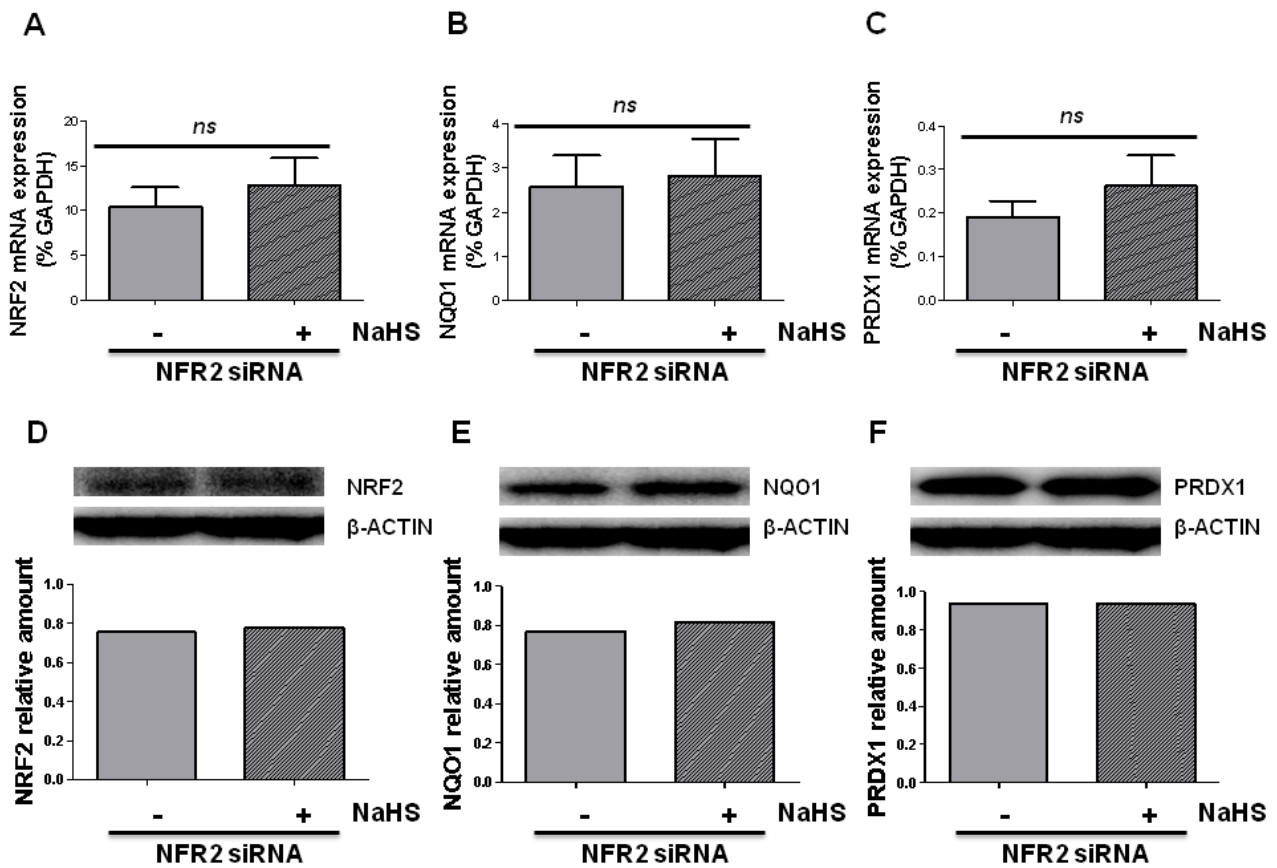 A
NRF2 mRNA expression
(% GAPDH)
20
15
10
5
0
ns
-
+
NaHS
NFR2 siRNA
B
NQO1 mRNA expression
(% GAPDH)
4
3
2
1
0
ns
-
+
NaHS
NFR2 siRNA
C
PRDX1 mRNA expression
(% GAPDH)
0.4
0.3
0.2
0.1
0.0
ns
-
+
NaHS
NFR2 siRNA
D
NRF2
β-ACTIN
NRF2 relative amount
1.0
0.8
0.6
0.4
0.2
0.0
-
+
NaHS
NFR2 siRNA
E
NQO1
β-ACTIN
NQO1 relative amount
1.0
0.8
0.6
0.4
0.2
0.0
-
+
NaHS
NFR2 siRNA
F
PRDX1
β-ACTIN
PRDX1 relative amount
1.0
0.8
0.6
0.4
0.2
0.0
-
+
NaHS
NFR2 siRNA